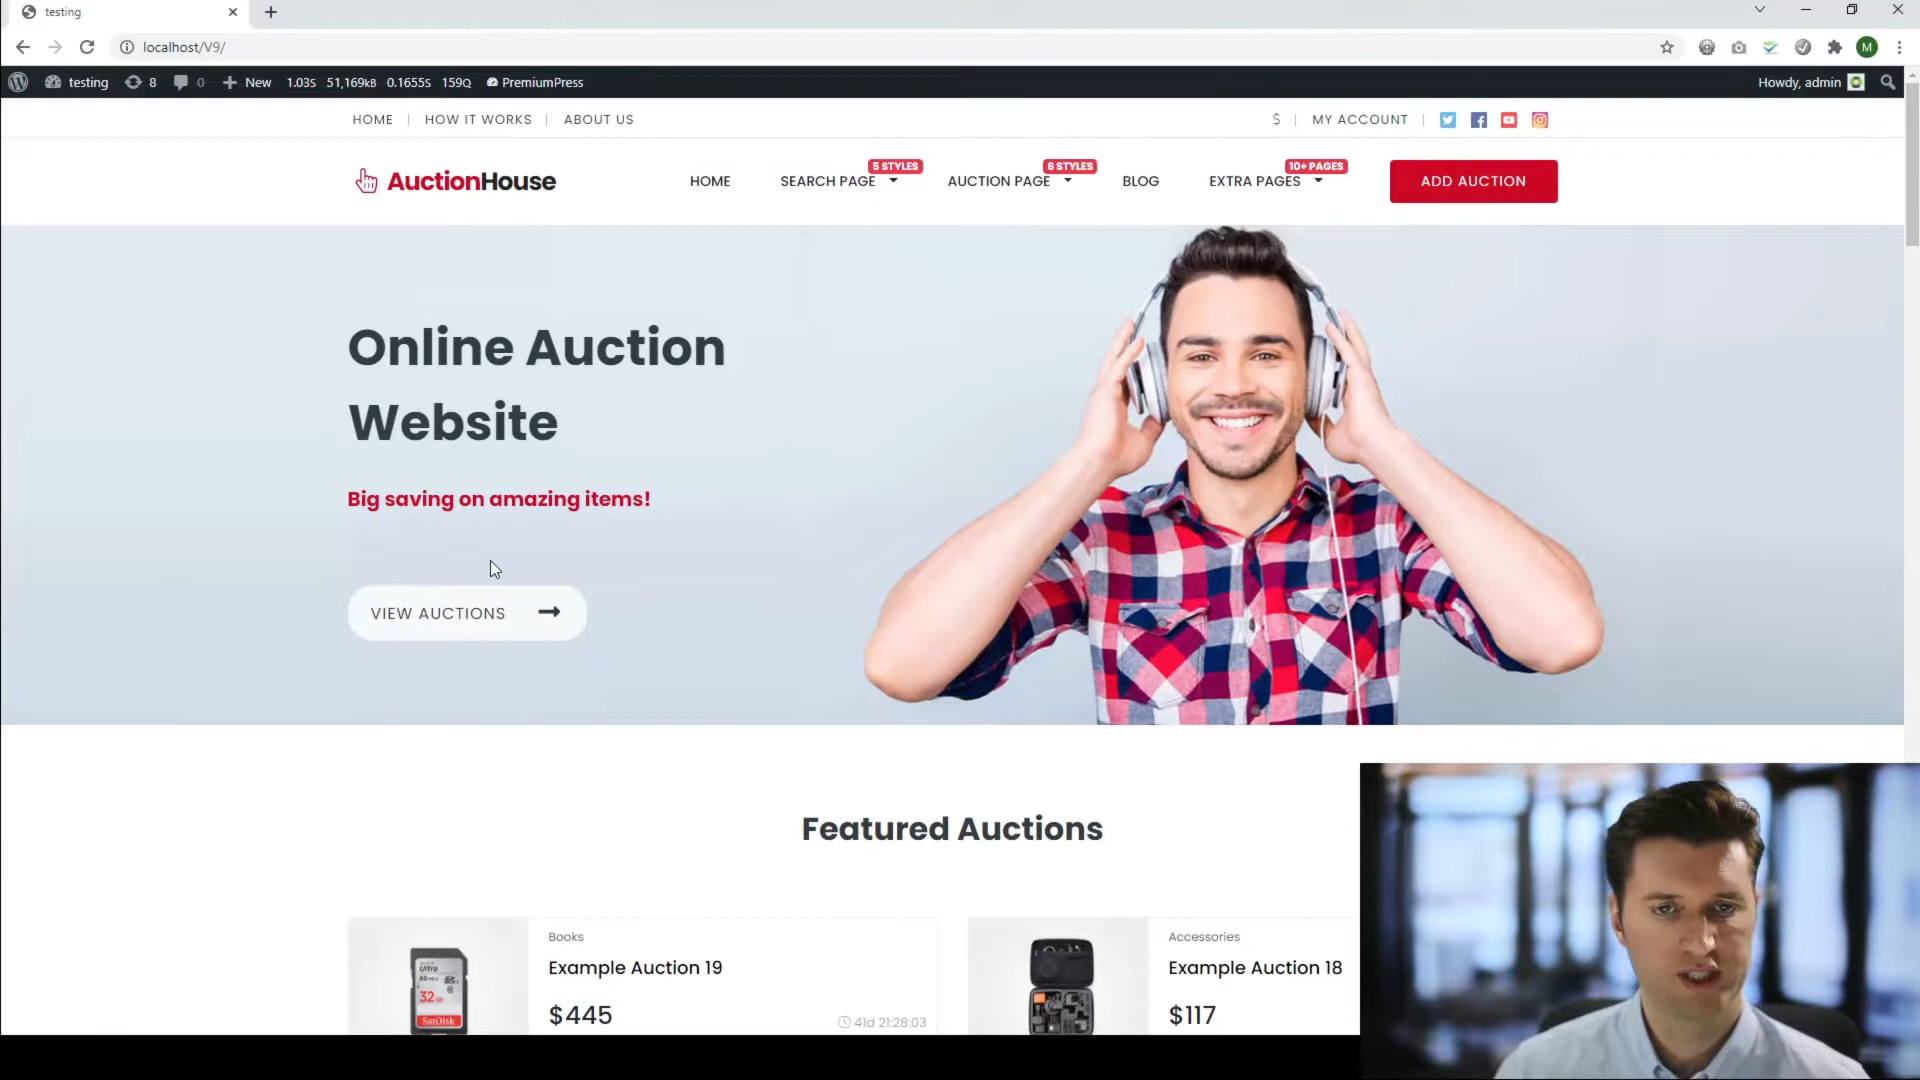 testing
localhost/V9/
M
testing 8 0 New 1.03S 51,169kB 0.1655S 159Q PremiumPress
Howdy, admin
HOME | HOW IT WORKS | ABOUT US
$ | MY ACCOUNT |
AuctionHouse
HOME
SEARCH PAGE
5 STYLES
AUCTION PAGE
6 STYLES
BLOG
EXTRA PAGES
10+ PAGES
ADD AUCTION
Online Auction
Website
Big saving on amazing items!
VIEW AUCTIONS
Featured Auctions
Books
Example Auction 19
$445
41d 21:28:03
Ultra
32
SanDisk
Accessories
Example Auction 18
$117